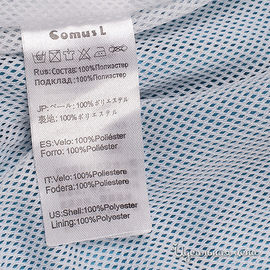 Comus L
Rus: Состав: 100% Полиэстер
Подклад: 100% Полиэстер
JP: ベール: 100% ポリエステル
裏地: 100% ポリエステル
ES: Velo: 100% Poliéster
Forro: 100% Poliéster
IT: Velo: 100% Poliestere
Fodera: 100% Poliestere
US: Shell: 100% Polyester
Lining: 100% Polyester